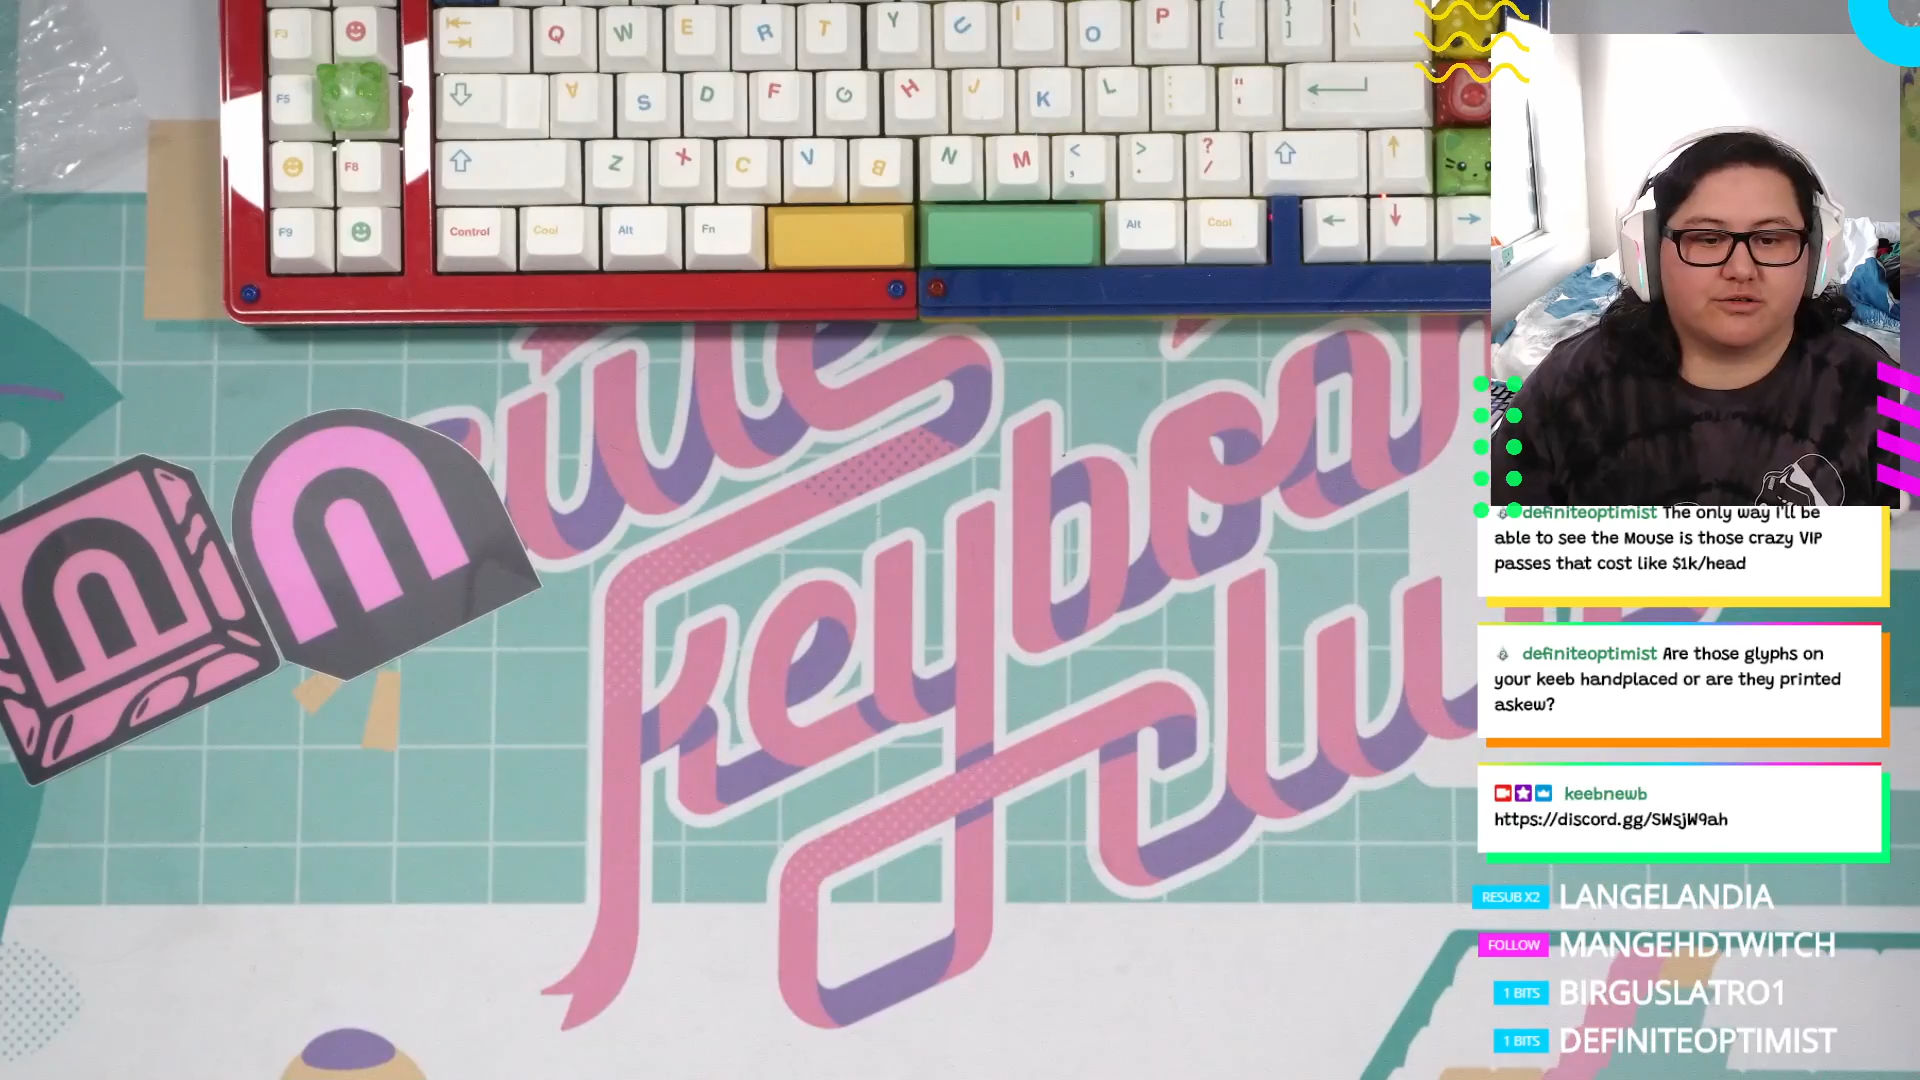 F3
Q W E R T Y U I O P { [ } ] | \
F5
A S D F G H J K L : ; " '
F8
Z X C V B N M < , > . ? /
F9
Control Cool Alt Fn Alt Cool
Keyboard
Club
definiteoptimist The only way I'll be
able to see the Mouse is those crazy VIP
passes that cost like $1k/head
definiteoptimist Are those glyphs on
your keeb handplaced or are they printed
askew?
keebnewb
https://discord.gg/SWsjW9ah
RESUB X2 LANGELANDIA
FOLLOW MANGEHDTWITCH
1 BITS BIRGUSLATRO1
1 BITS DEFINITEOPTIMIST